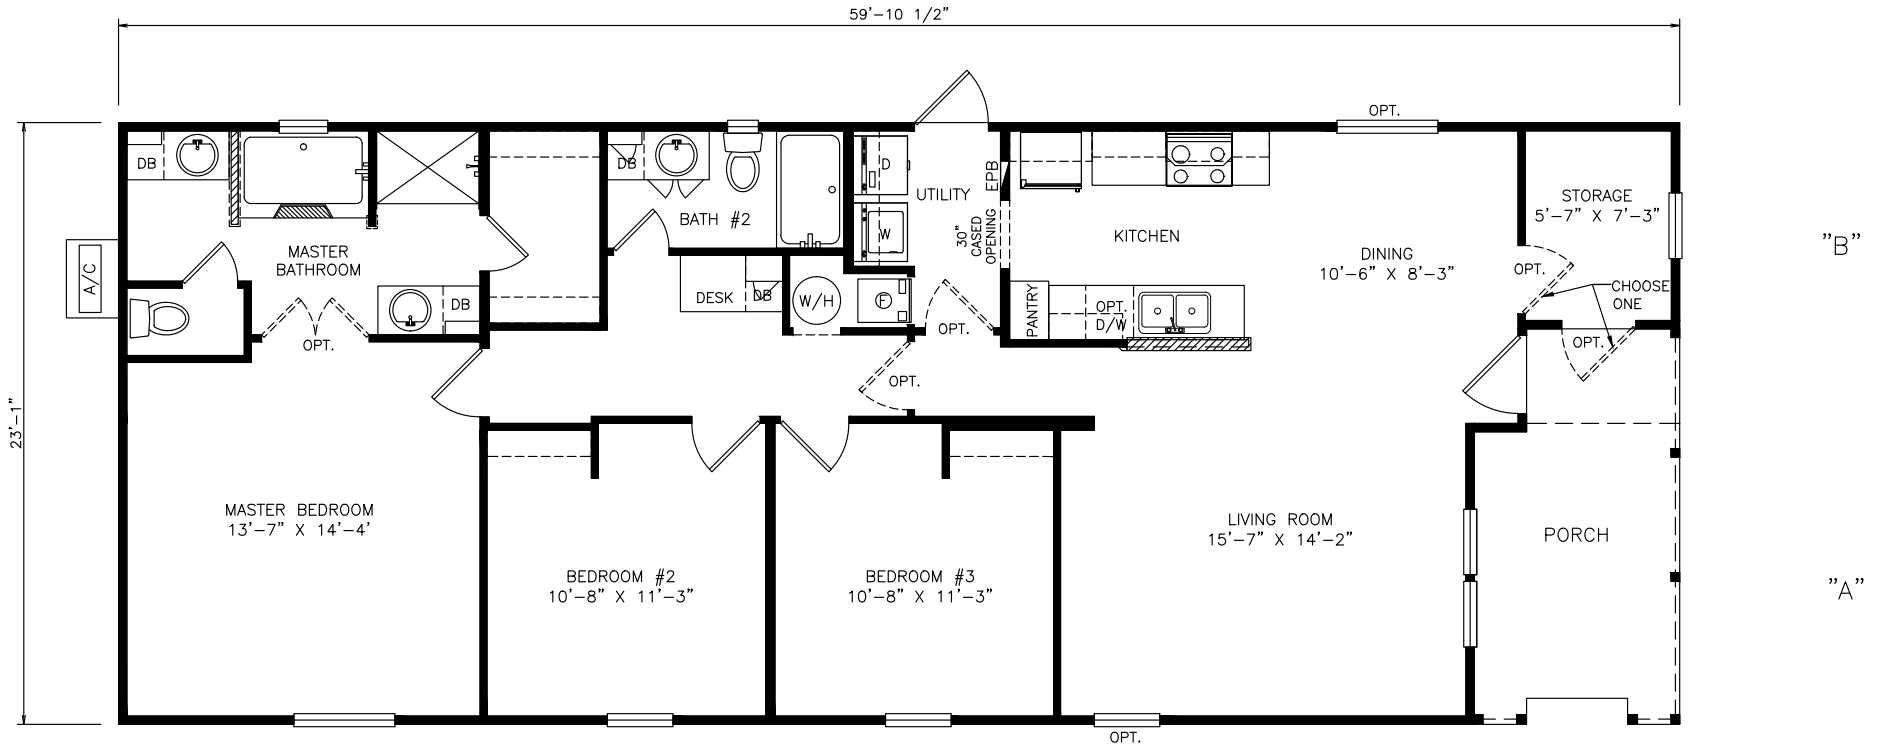 59'-10 1/2"
OPT.
DB
DB
D
EPB
UTILITY
STORAGE
5'-7" X 7'-3"
BATH #2
W
30"
CASED
OPENING
KITCHEN
"B"
MASTER
BATHROOM
DINING
10'-6" X 8'-3"
OPT.
A/C
CHOOSE
ONE
DESK
DB
W/H
F
PANTRY
OPT.
D/W
DB
OPT.
OPT.
OPT.
OPT.
23'-1"
MASTER BEDROOM
13'-7" X 14'-4'
LIVING ROOM
15'-7" X 14'-2"
PORCH
BEDROOM #2
10'-8" X 11'-3"
BEDROOM #3
10'-8" X 11'-3"
"A"
OPT.